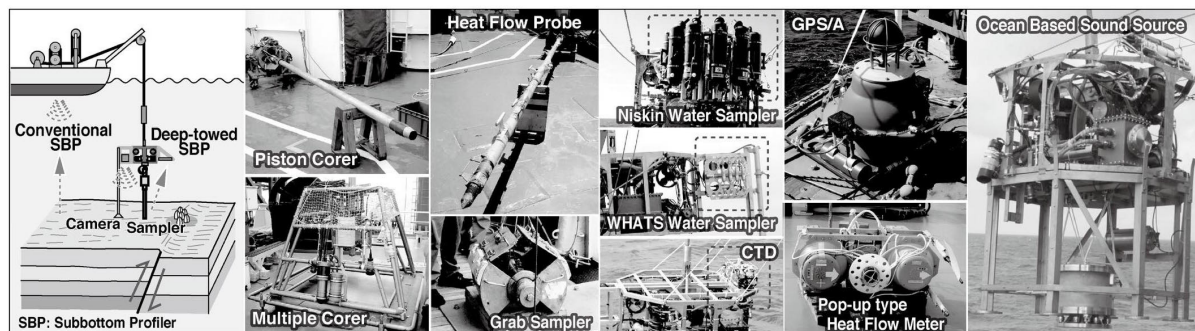 Conventional
SBP
Deep-towed
SBP
Camera
Sampler
SBP: Subbottom Profiler
Piston Corer
Multiple Corer
Heat Flow Probe
Grab Sampler
Niskin Water Sampler
WHATS Water Sampler
CTD
GPS/A
Pop-up type
Heat Flow Meter
Ocean Based Sound Source